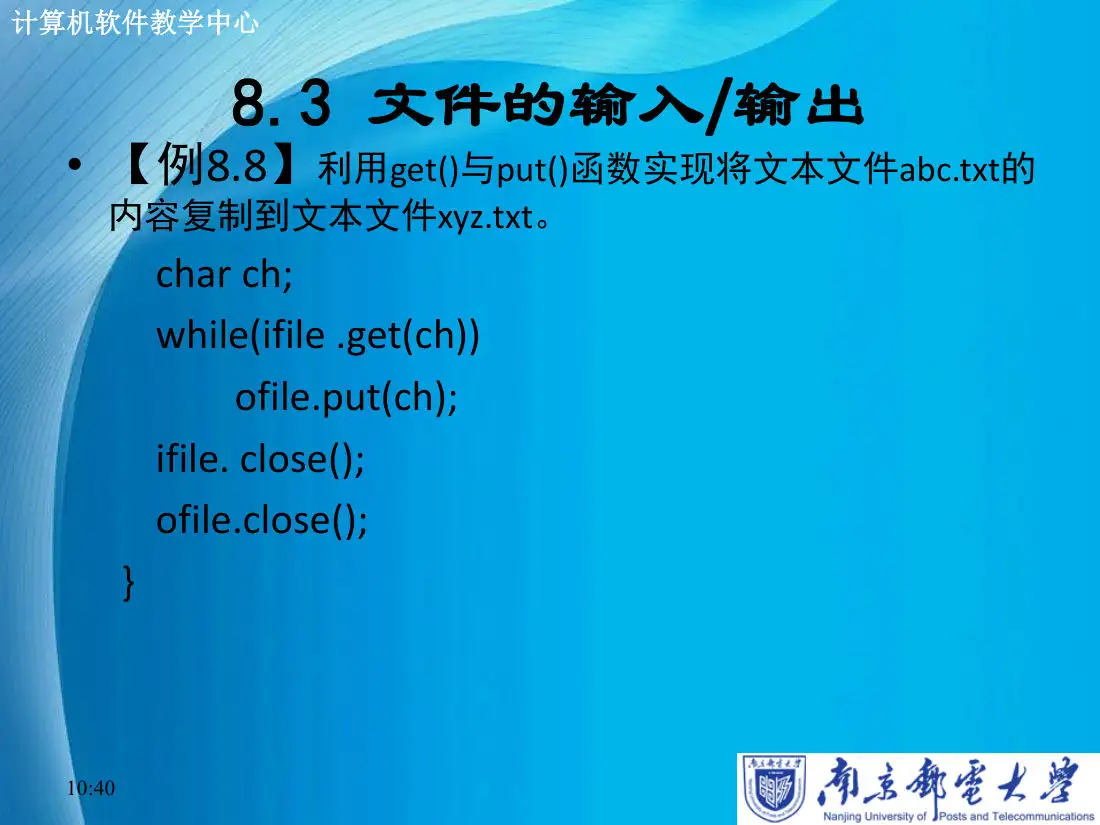 计算机软件教学中心
8.3 文件的输入/输出
• 【例8.8】利用get()与put()函数实现将文本文件abc.txt的
内容复制到文本文件xyz.txt。
char ch;
while(ifile .get(ch))
ofile.put(ch);
ifile. close();
ofile.close();
}
10:40
南京郵電大學
Nanjing University of Posts and Telecommunications